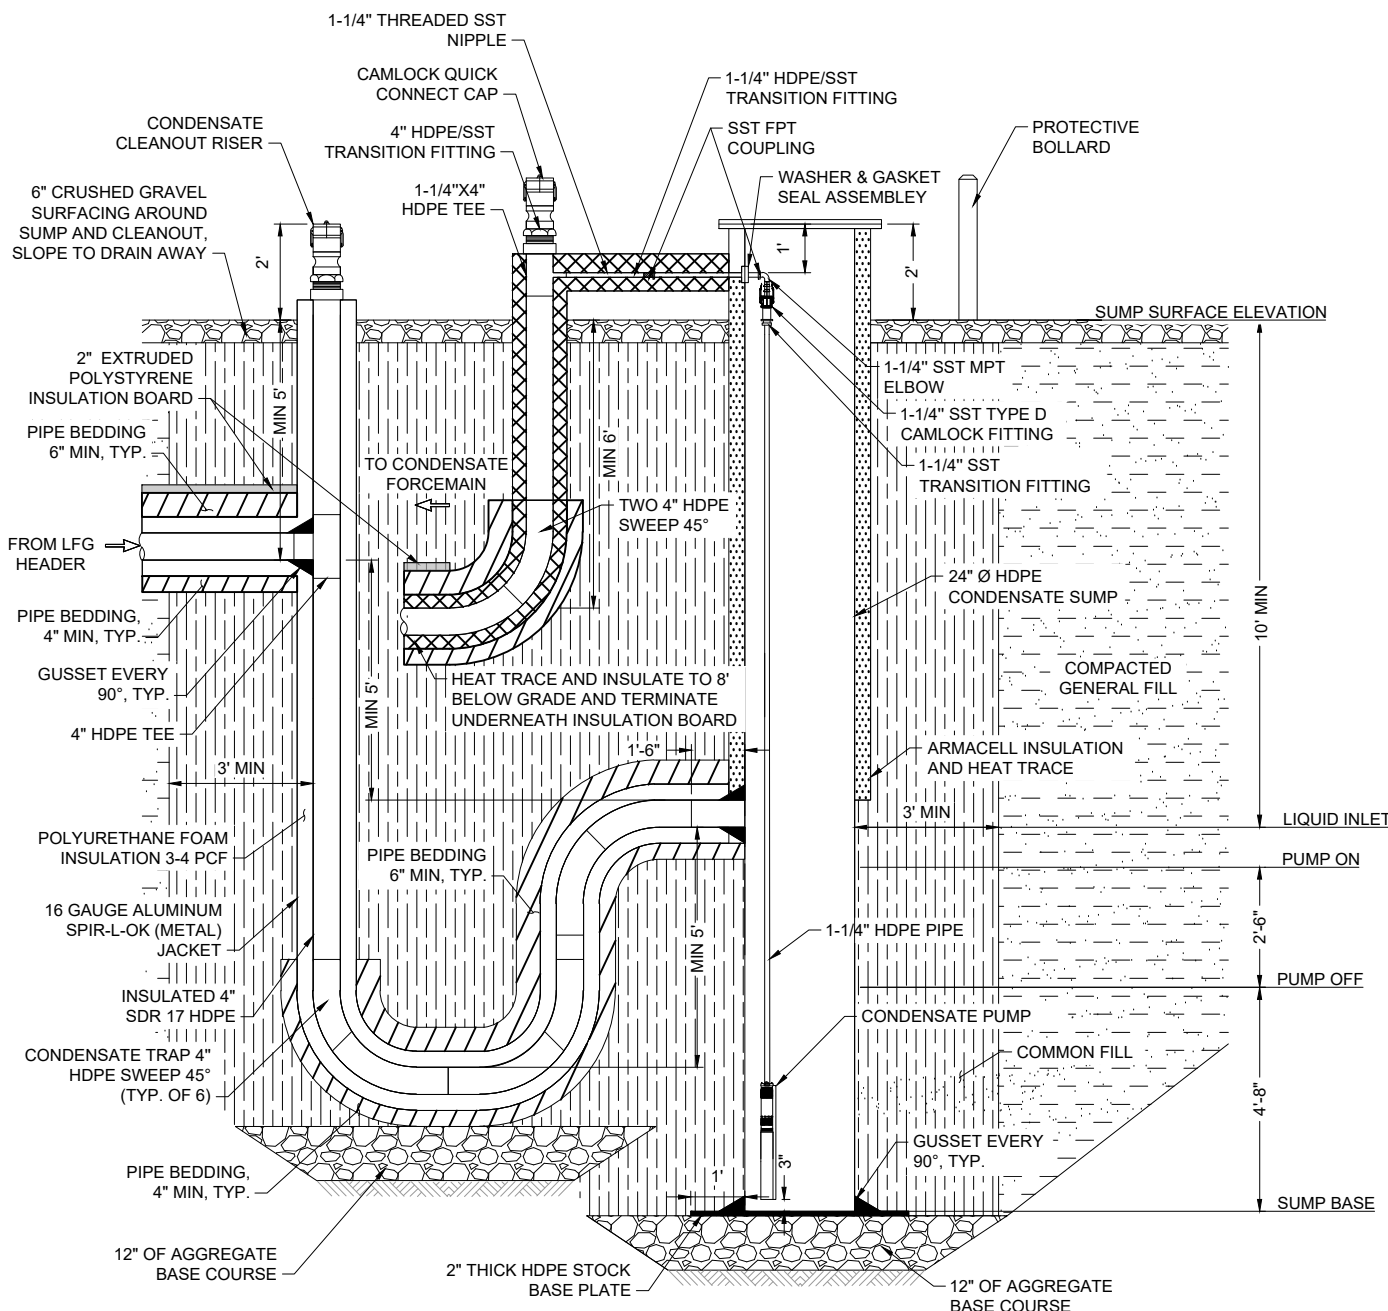 1-1/4" THREADED SST
NIPPLE
CAMLOCK QUICK
CONNECT CAP
1-1/4" HDPE/SST
TRANSITION FITTING
CONDENSATE
CLEANOUT RISER
4" HDPE/SST
TRANSITION FITTING
SST FPT
COUPLING
PROTECTIVE
BOLLARD
6" CRUSHED GRAVEL
SURFACING AROUND
SUMP AND CLEANOUT,
SLOPE TO DRAIN AWAY
1-1/4"X4"
HDPE TEE
WASHER & GASKET
SEAL ASSEMBLEY
2'
1'
2'
SUMP SURFACE ELEVATION
2" EXTRUDED
POLYSTYRENE
INSULATION BOARD
MIN 5'
1-1/4" SST MPT
ELBOW
1-1/4" SST TYPE D
CAMLOCK FITTING
PIPE BEDDING
6" MIN, TYP.
MIN 6'
TO CONDENSATE
FORCEMAIN
1-1/4" SST
TRANSITION FITTING
TWO 4" HDPE
SWEEP 45°
FROM LFG
HEADER
24" Ø HDPE
CONDENSATE SUMP
10' MIN
PIPE BEDDING,
4" MIN, TYP.
GUSSET EVERY
90°, TYP.
MIN 5'
HEAT TRACE AND INSULATE TO 8'
BELOW GRADE AND TERMINATE
UNDERNEATH INSULATION BOARD
COMPACTED
GENERAL FILL
4" HDPE TEE
1'-6"
ARMACELL INSULATION
AND HEAT TRACE
3' MIN
3' MIN
LIQUID INLET
POLYURETHANE FOAM
INSULATION 3-4 PCF
PIPE BEDDING
6" MIN, TYP.
PUMP ON
16 GAUGE ALUMINUM
SPIR-L-OK (METAL)
JACKET
MIN 5'
1-1/4" HDPE PIPE
2'-6"
PUMP OFF
INSULATED 4"
SDR 17 HDPE
CONDENSATE PUMP
CONDENSATE TRAP 4"
HDPE SWEEP 45°
(TYP. OF 6)
COMMON FILL
4'-8"
GUSSET EVERY
90°, TYP.
PIPE BEDDING,
4" MIN, TYP.
1'
3"
SUMP BASE
12" OF AGGREGATE
BASE COURSE
2" THICK HDPE STOCK
BASE PLATE
12" OF AGGREGATE
BASE COURSE